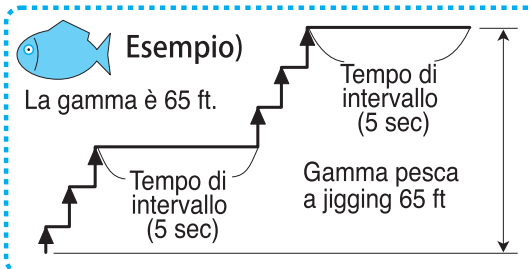 Esempio)
La gamma è 65 ft.
Tempo di
intervallo
(5 sec)
Tempo di
intervallo
(5 sec)
Gamma pesca
a jigging 65 ft